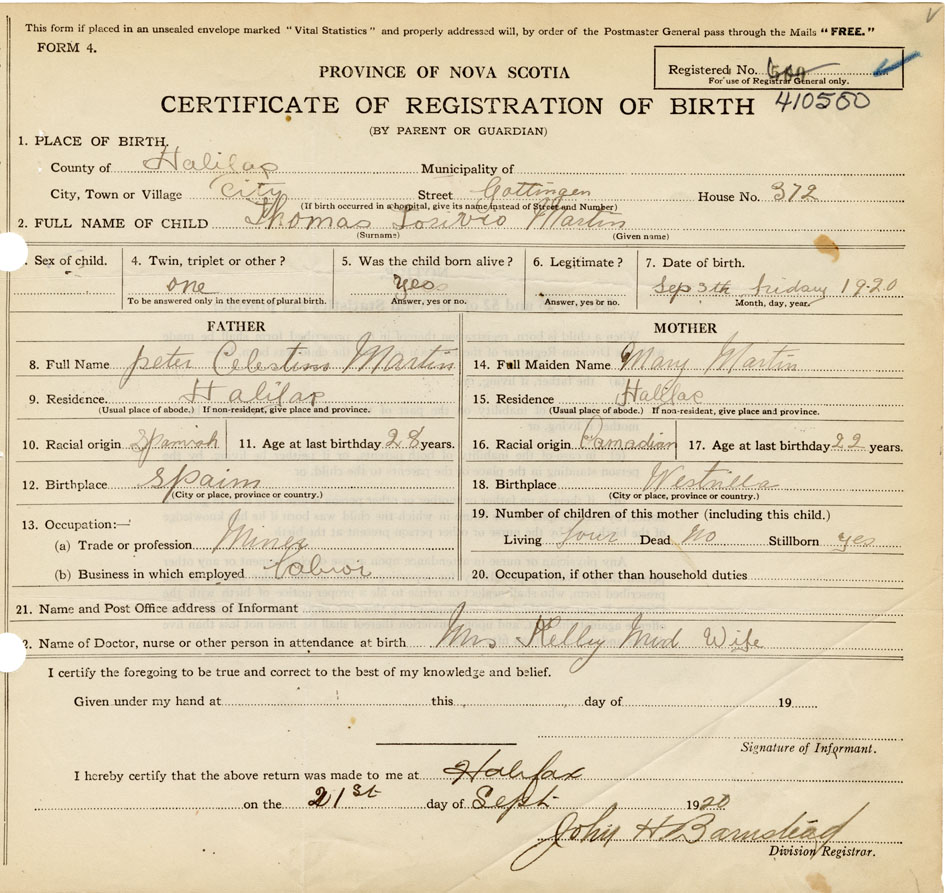 This form if placed in an unsealed envelope marked "Vital Statistics" and properly addressed will, by order of the Postmaster General pass through the Mails "FREE."
FORM 4.
PROVINCE OF NOVA SCOTIA
Registered No.
For use of Registrar General only.
410550
CERTIFICATE OF REGISTRATION OF BIRTH
(BY PARENT OR GUARDIAN)
1. PLACE OF BIRTH.
County of Halifax Municipality of
City, Town or Village City Street Gottingen House No. 372
(If birth occurred in a hospital, give its name instead of Street and Number)
2. FULL NAME OF CHILD Thomas Martin
(Surname) (Given name)
Sex of child. 4. Twin, triplet or other? 5. Was the child born alive? 6. Legitimate? 7. Date of birth.
one yes Sep 3th friday 1920
To be answered only in the event of plural birth. Answer, yes or no. Answer, yes or no. Month, day, year.
FATHER MOTHER
8. Full Name peter Celestins Martin 14. Full Maiden Name Mary Martin
9. Residence. Halifax 15. Residence Halifax
(Usual place of abode.) If non-resident, give place and province. (Usual place of abode.) If non-resident, give place and province.
10. Racial origin Spanish 11. Age at last birthday 28 years. 16. Racial origin Canadian 17. Age at last birthday 22 years.
12. Birthplace Spain 18. Birthplace
(City or place, province or country.) (City or place, province or country.)
13. Occupation:— 19. Number of children of this mother (including this child.)
(a) Trade or profession Miner Living four Dead No Stillborn yes
(b) Business in which employed 20. Occupation, if other than household duties
21. Name and Post Office address of Informant
2. Name of Doctor, nurse or other person in attendance at birth Mrs Kelley Mid Wife
I certify the foregoing to be true and correct to the best of my knowledge and belief.
Given under my hand at this day of 19
Signature of Informant.
I hereby certify that the above return was made to me at Halifax
on the 21st day of Sept. 1920
John H. Barnstead
Division Registrar.